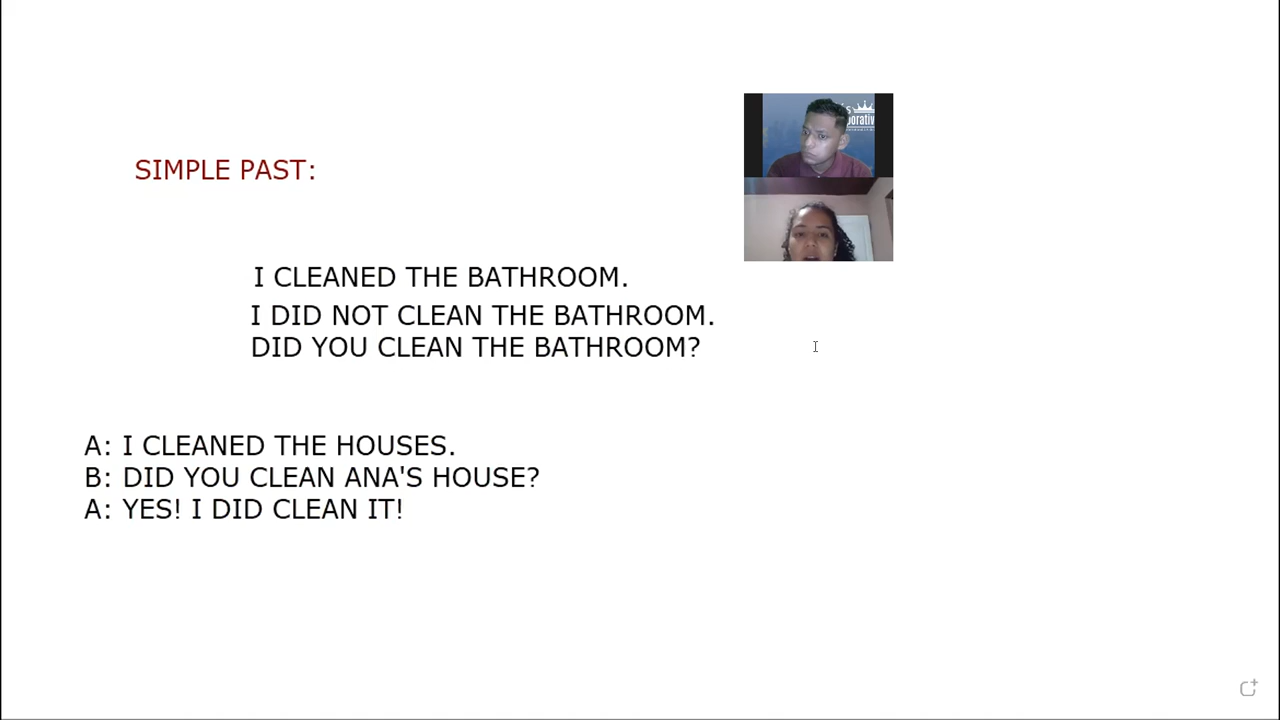 SIMPLE PAST:
I CLEANED THE BATHROOM.
I DID NOT CLEAN THE BATHROOM.
DID YOU CLEAN THE BATHROOM?
A: I CLEANED THE HOUSES.
B: DID YOU CLEAN ANA'S HOUSE?
A: YES! I DID CLEAN IT!